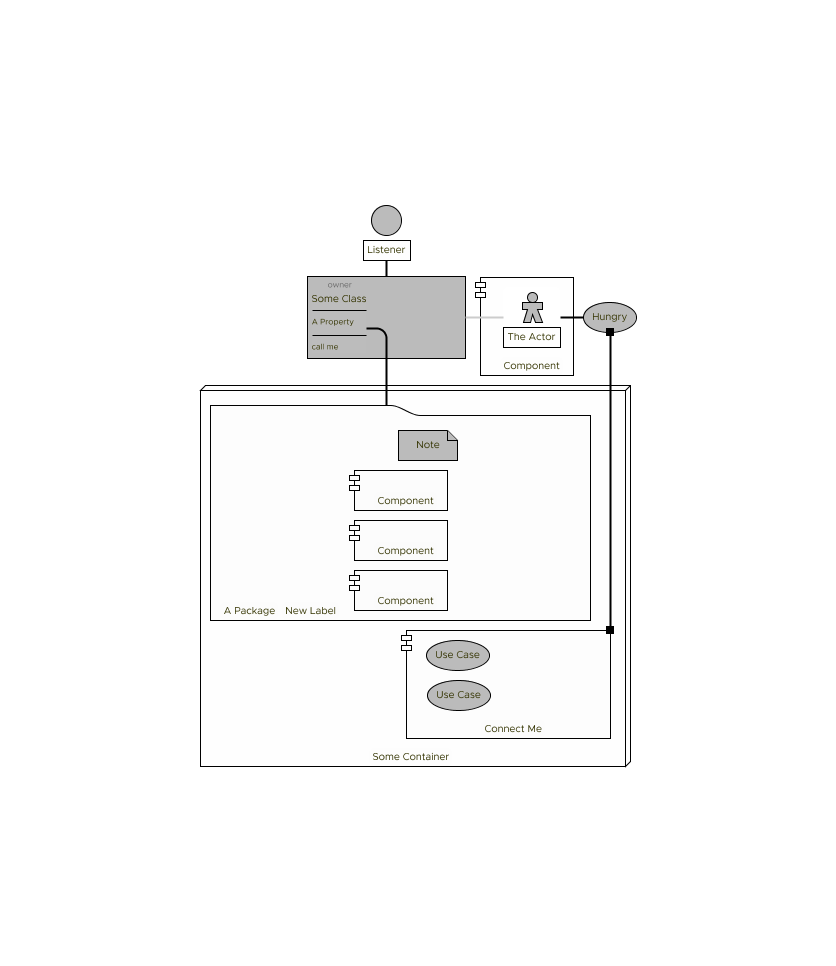 Listener
owner
Some Class
A Property
call me
The Actor
Component
Hungry
Note
Component
Component
Component
A Package New Label
Use Case
Use Case
Connect Me
Some Container